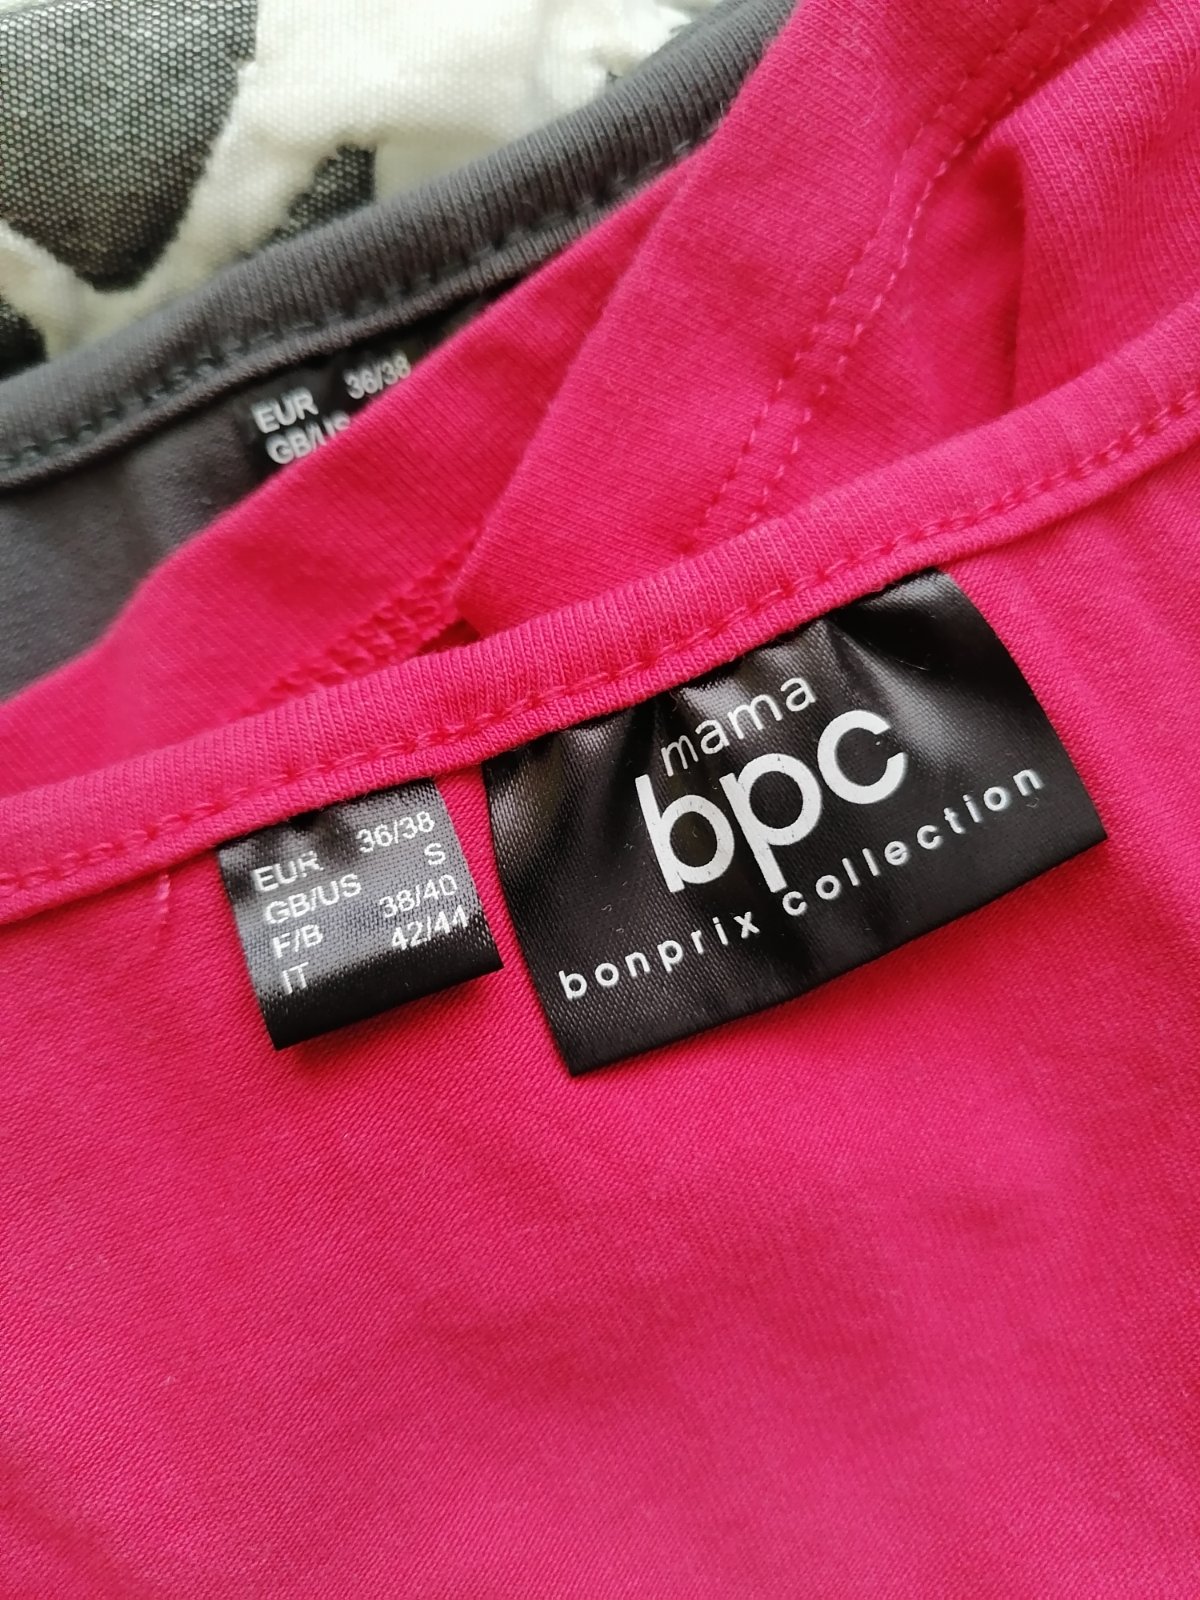 EUR 36/38
GB/US
EUR 36/38
GB/US S
F/B 38/40
IT 42/44
mama
bpc
bonprix collection